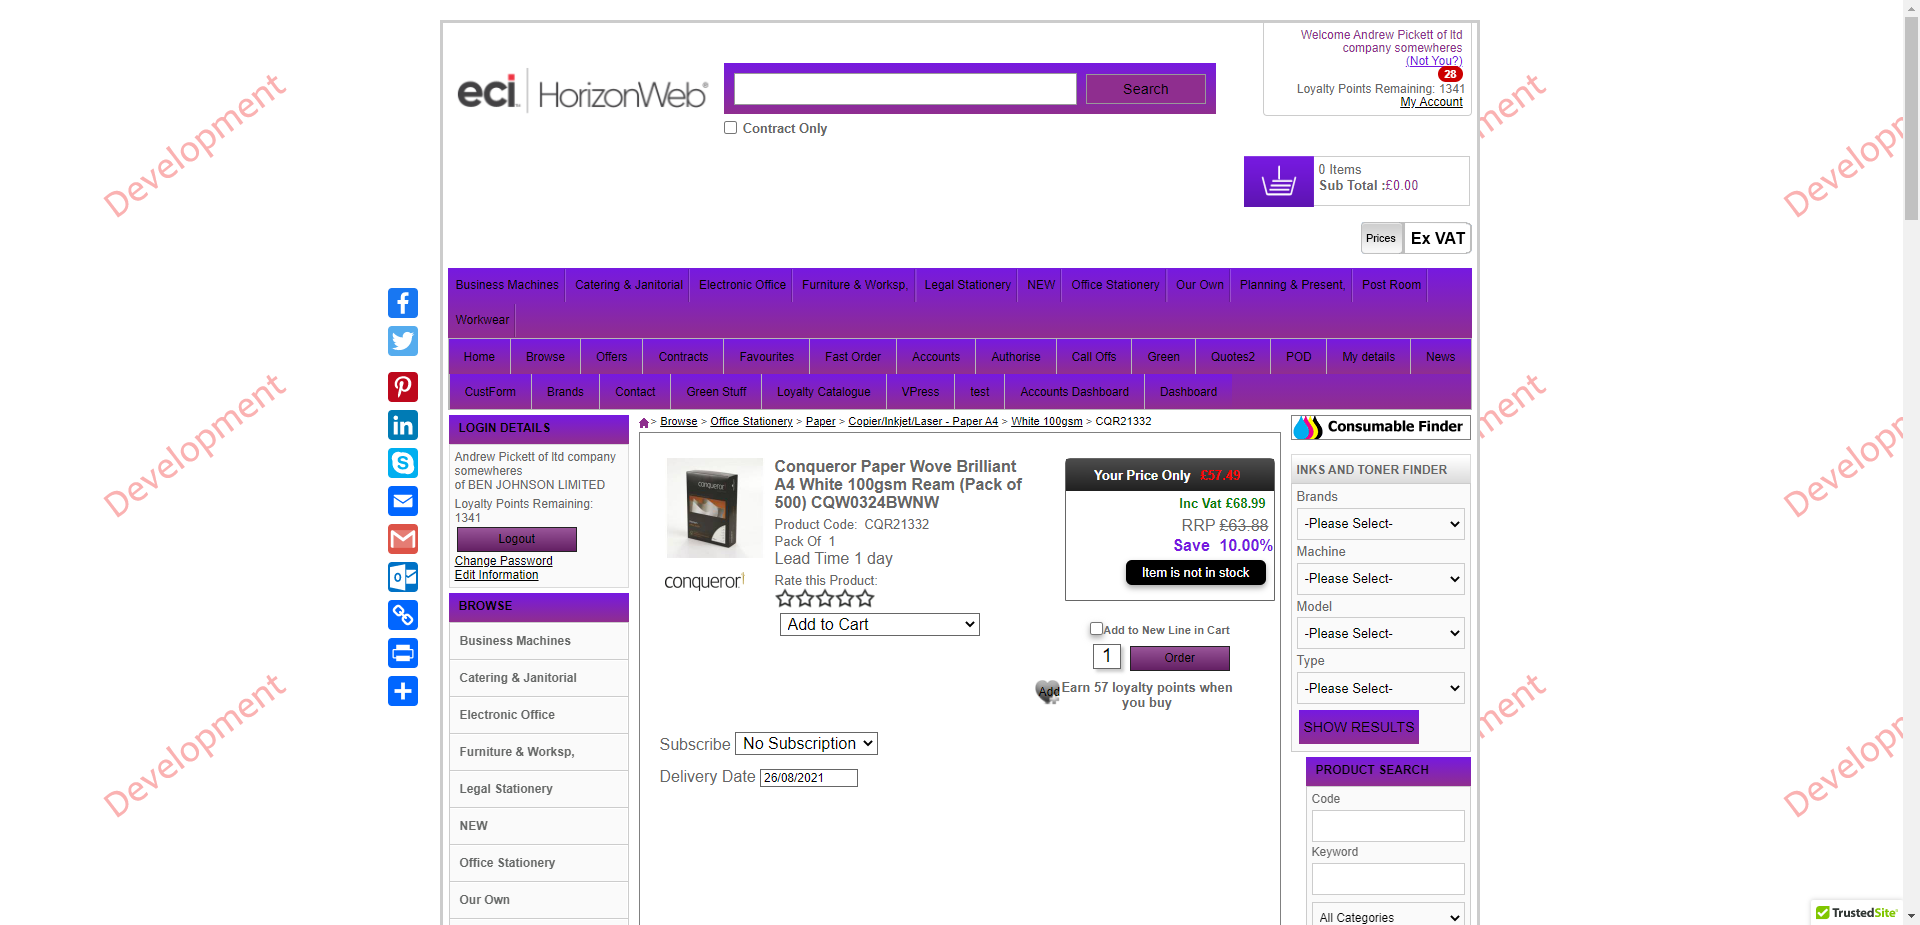 Welcome Andrew Pickett of ltd
company somewheres
(Not You?)
28
Loyalty Points Remaining: 1341
My Account
eci HorizonWeb
Search
Contract Only
0 Items
Sub Total :£0.00
Prices Ex VAT
Business Machines Catering & Janitorial Electronic Office Furniture & Worksp, Legal Stationery NEW Office Stationery Our Own Planning & Present, Post Room
Workwear
Home Browse Offers Contracts Favourites Fast Order Accounts Authorise Call Offs Green Quotes2 POD My details News
CustForm Brands Contact Green Stuff Loyalty Catalogue VPress test Accounts Dashboard Dashboard
LOGIN DETAILS
Andrew Pickett of ltd company
somewheres
of BEN JOHNSON LIMITED
Loyalty Points Remaining:
1341
Logout
Change Password
Edit Information
BROWSE
Business Machines
Catering & Janitorial
Electronic Office
Furniture & Worksp,
Legal Stationery
NEW
Office Stationery
Our Own
> Browse > Office Stationery > Paper > Copier/Inkjet/Laser - Paper A4 > White 100gsm > CQR21332
conqueror
conqueror
Conqueror Paper Wove Brilliant
A4 White 100gsm Ream (Pack of
500) CQW0324BWNW
Product Code: CQR21332
Pack Of 1
Lead Time 1 day
Rate this Product:
Add to Cart
Your Price Only £57.49
Inc Vat £68.99
RRP £63.88
Save 10.00%
Item is not in stock
Add to New Line in Cart
1 Order
Add
Earn 57 loyalty points when
you buy
Subscribe No Subscription
Delivery Date 26/08/2021
Consumable Finder
INKS AND TONER FINDER
Brands
-Please Select-
Machine
-Please Select-
Model
-Please Select-
Type
-Please Select-
SHOW RESULTS
PRODUCT SEARCH
Code
Keyword
All Categories
TrustedSite
Development
Development
Development